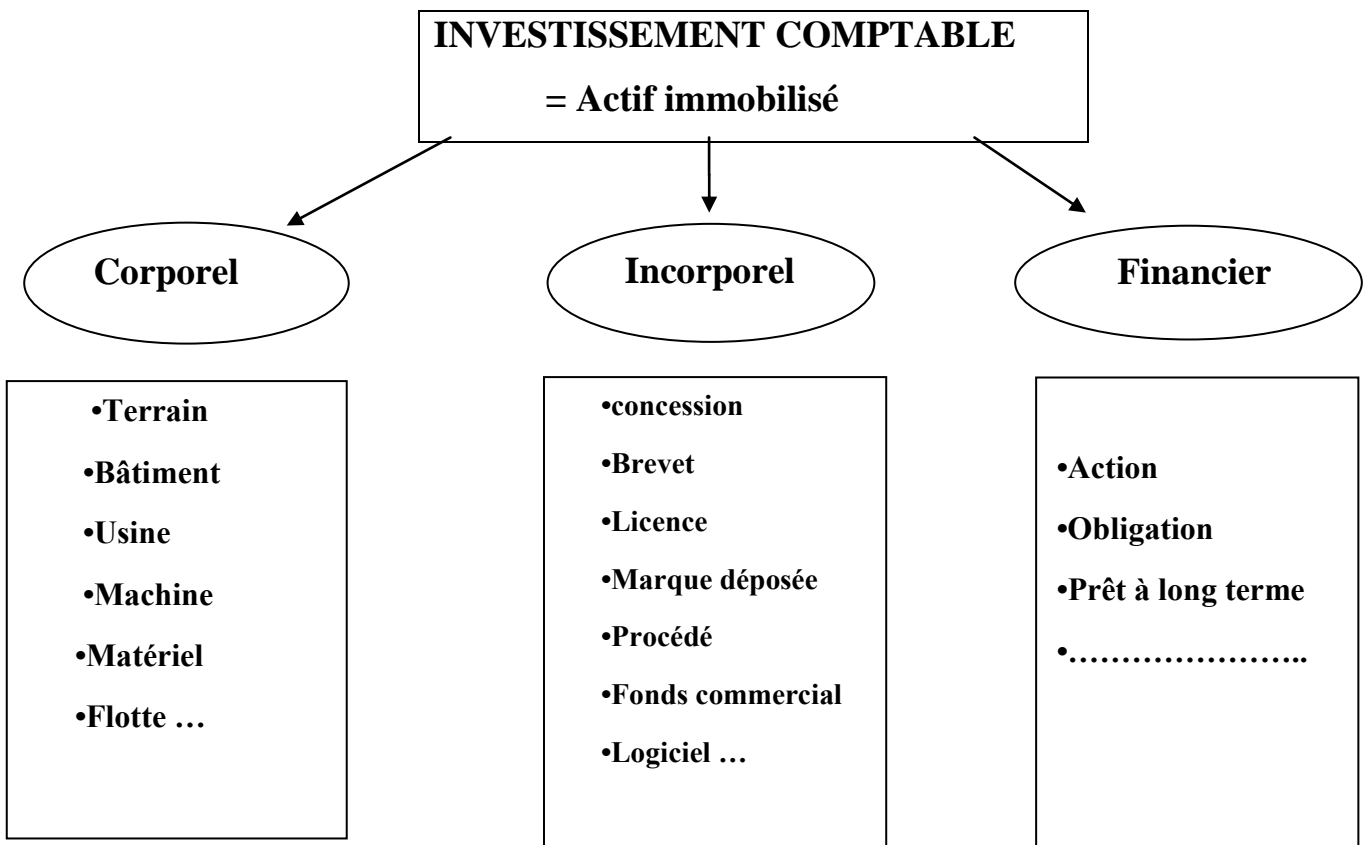 INVESTISSEMENT COMPTABLE
= Actif immobilisé
Corporel
Incorporel
Financier
•Terrain
•Bâtiment
•Usine
•Machine
•Matériel
•Flotte …
•concession
•Brevet
•Licence
•Marque déposée
•Procédé
•Fonds commercial
•Logiciel …
•Action
•Obligation
•Prêt à long terme
•…………………..